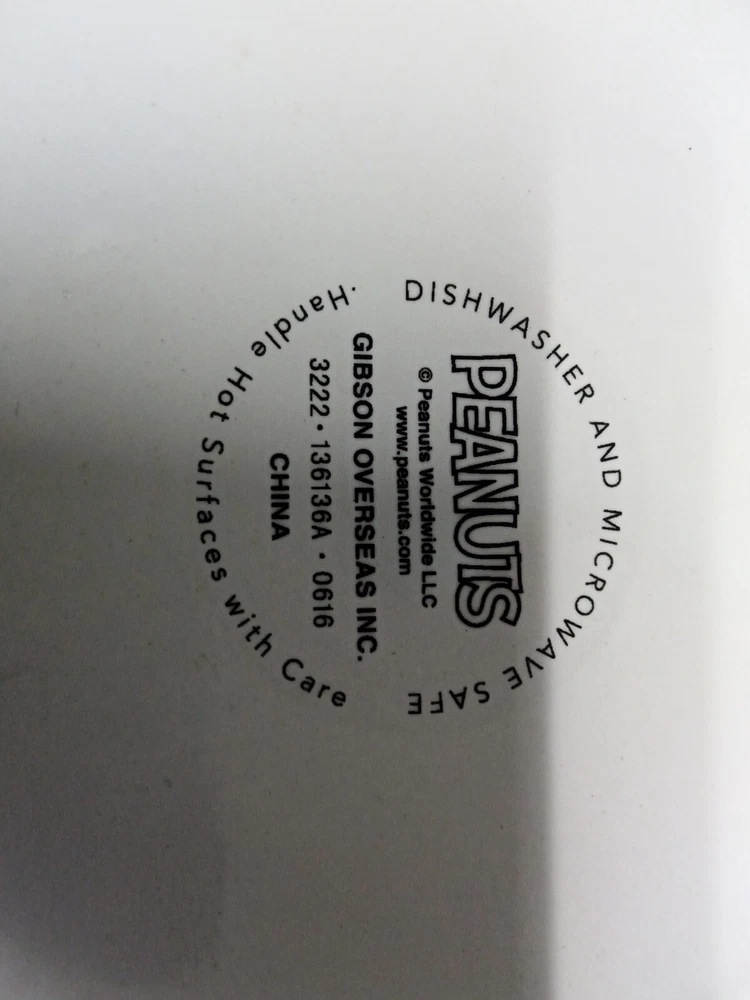 DISHWASHER AND MICROWAVE SAFE
PEANUTS
© Peanuts Worldwide LLC
www.peanuts.com
GIBSON OVERSEAS INC.
3222 • 136136A • 0616
CHINA
Handle Hot Surfaces with Care